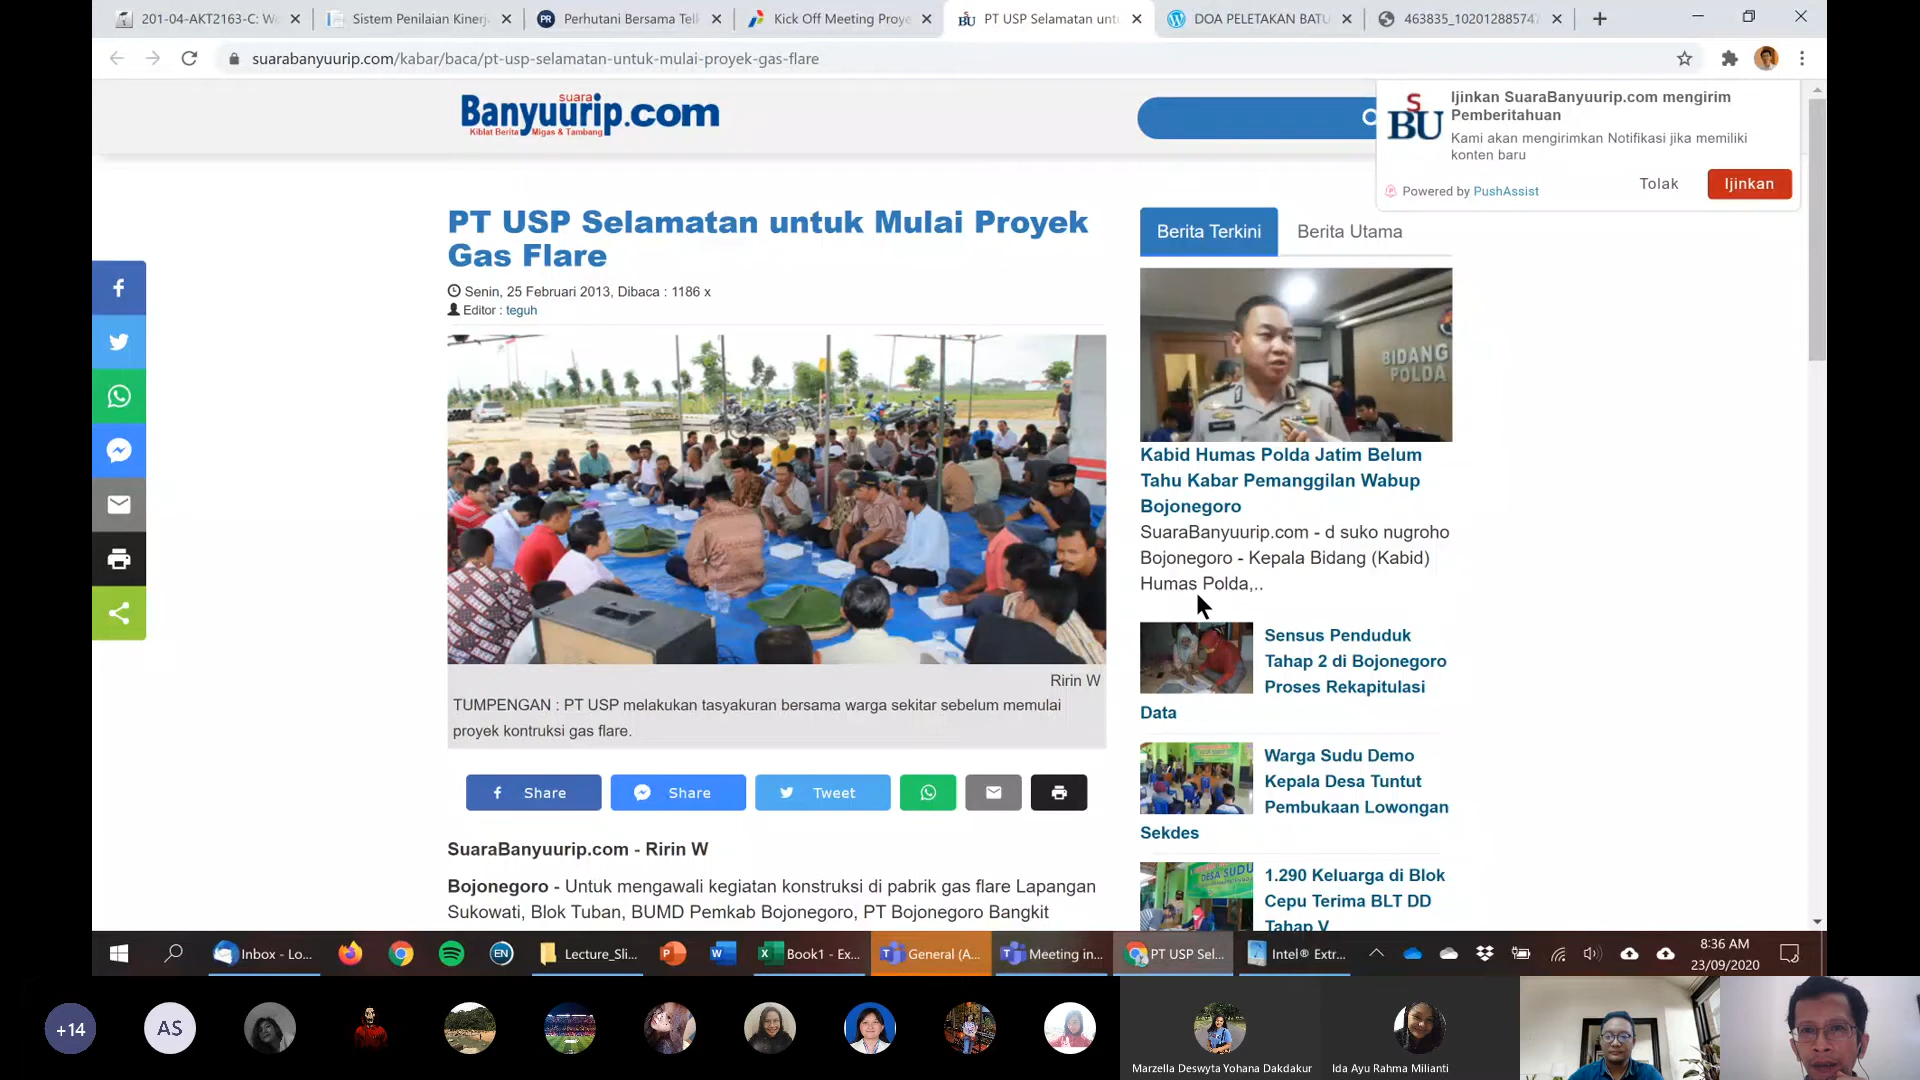 201-04-AKT2163-C: W
Sistem Penilaian Kinerj
Perhutani Bersama Tel
Kick Off Meeting Proye
PT USP Selamatan unt
DOA PELETAKAN BATU
463835_1020128857
suarabanyuurip.com/kabar/baca/pt-usp-selamatan-untuk-mulai-proyek-gas-flare
suara
Banyuurip.com
Kiblat Berita Migas & Tambang
S
BU
Ijinkan SuaraBanyuurip.com mengirim
Pemberitahuan
Kami akan mengirimkan Notifikasi jika memiliki
konten baru
Powered by PushAssist
Tolak
Ijinkan
PT USP Selamatan untuk Mulai Proyek
Gas Flare
Senin, 25 Februari 2013, Dibaca : 1186 x
Editor : teguh
Ririn W
TUMPENGAN : PT USP melakukan tasyakuran bersama warga sekitar sebelum memulai
proyek kontruksi gas flare.
Share
Share
Tweet
SuaraBanyuurip.com - Ririn W
Bojonegoro - Untuk mengawali kegiatan konstruksi di pabrik gas flare Lapangan
Sukowati, Blok Tuban, BUMD Pemkab Bojonegoro, PT Bojonegoro Bangkit
Berita Terkini
Berita Utama
BIDANG
POLDA
Kabid Humas Polda Jatim Belum
Tahu Kabar Pemanggilan Wabup
Bojonegoro
SuaraBanyuurip.com - d suko nugroho
Bojonegoro - Kepala Bidang (Kabid)
Humas Polda,..
Sensus Penduduk
Tahap 2 di Bojonegoro
Proses Rekapitulasi
Data
Warga Sudu Demo
Kepala Desa Tuntut
Pembukaan Lowongan
Sekdes
DESA SUDU
1.290 Keluarga di Blok
Cepu Terima BLT DD
Tahap V
Inbox - Lo...
EN
Lecture_Sli...
Book1 - Ex...
General (A...
Meeting in...
PT USP Sel...
Intel® Extr...
8:36 AM
23/09/2020
+14
AS
Marzella Deswyta Yohana Dakdakur
Ida Ayu Rahma Milianti